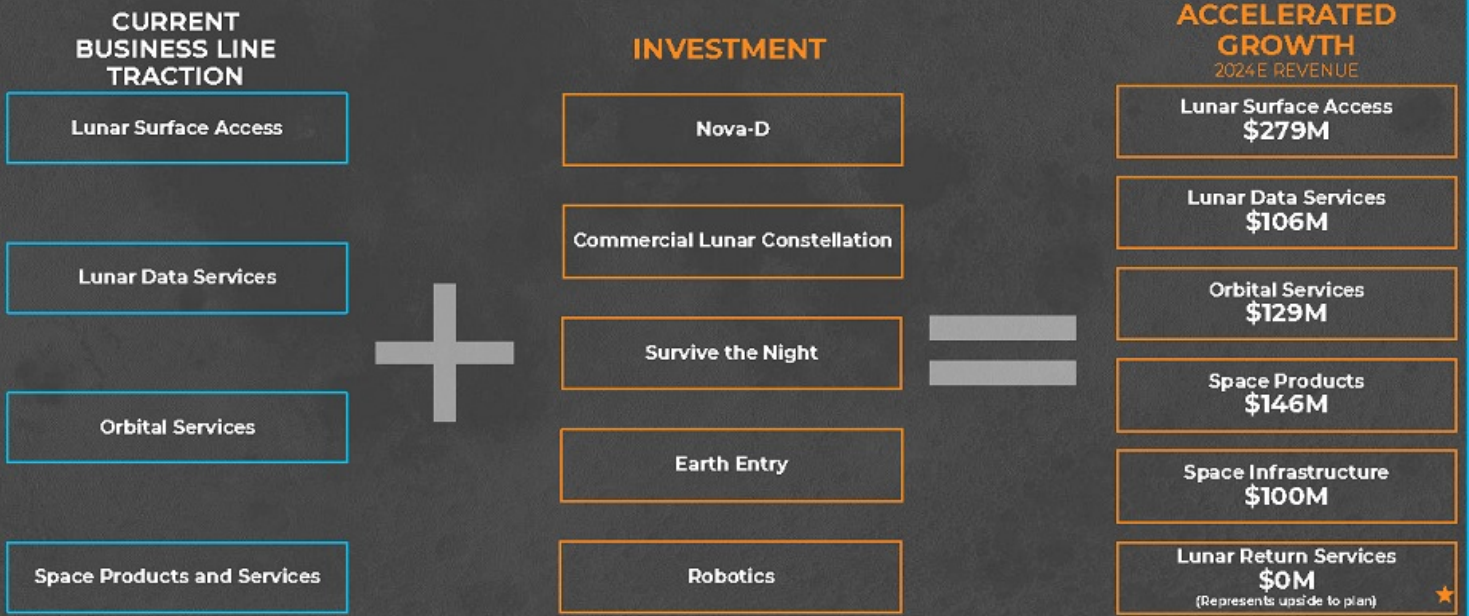 CURRENT
BUSINESS LINE
TRACTION
Lunar Surface Access
Lunar Data Services
Orbital Services
Space Products and Services
INVESTMENT
Nova-D
Commercial Lunar Constellation
Survive the Night
Earth Entry
Robotics
ACCELERATED
GROWTH
2024E REVENUE
Lunar Surface Access
$279M
Lunar Data Services
$106M
Orbital Services
$129M
Space Products
$146M
Space Infrastructure
$100M
Lunar Return Services
$0M
(Represents upside to plan)